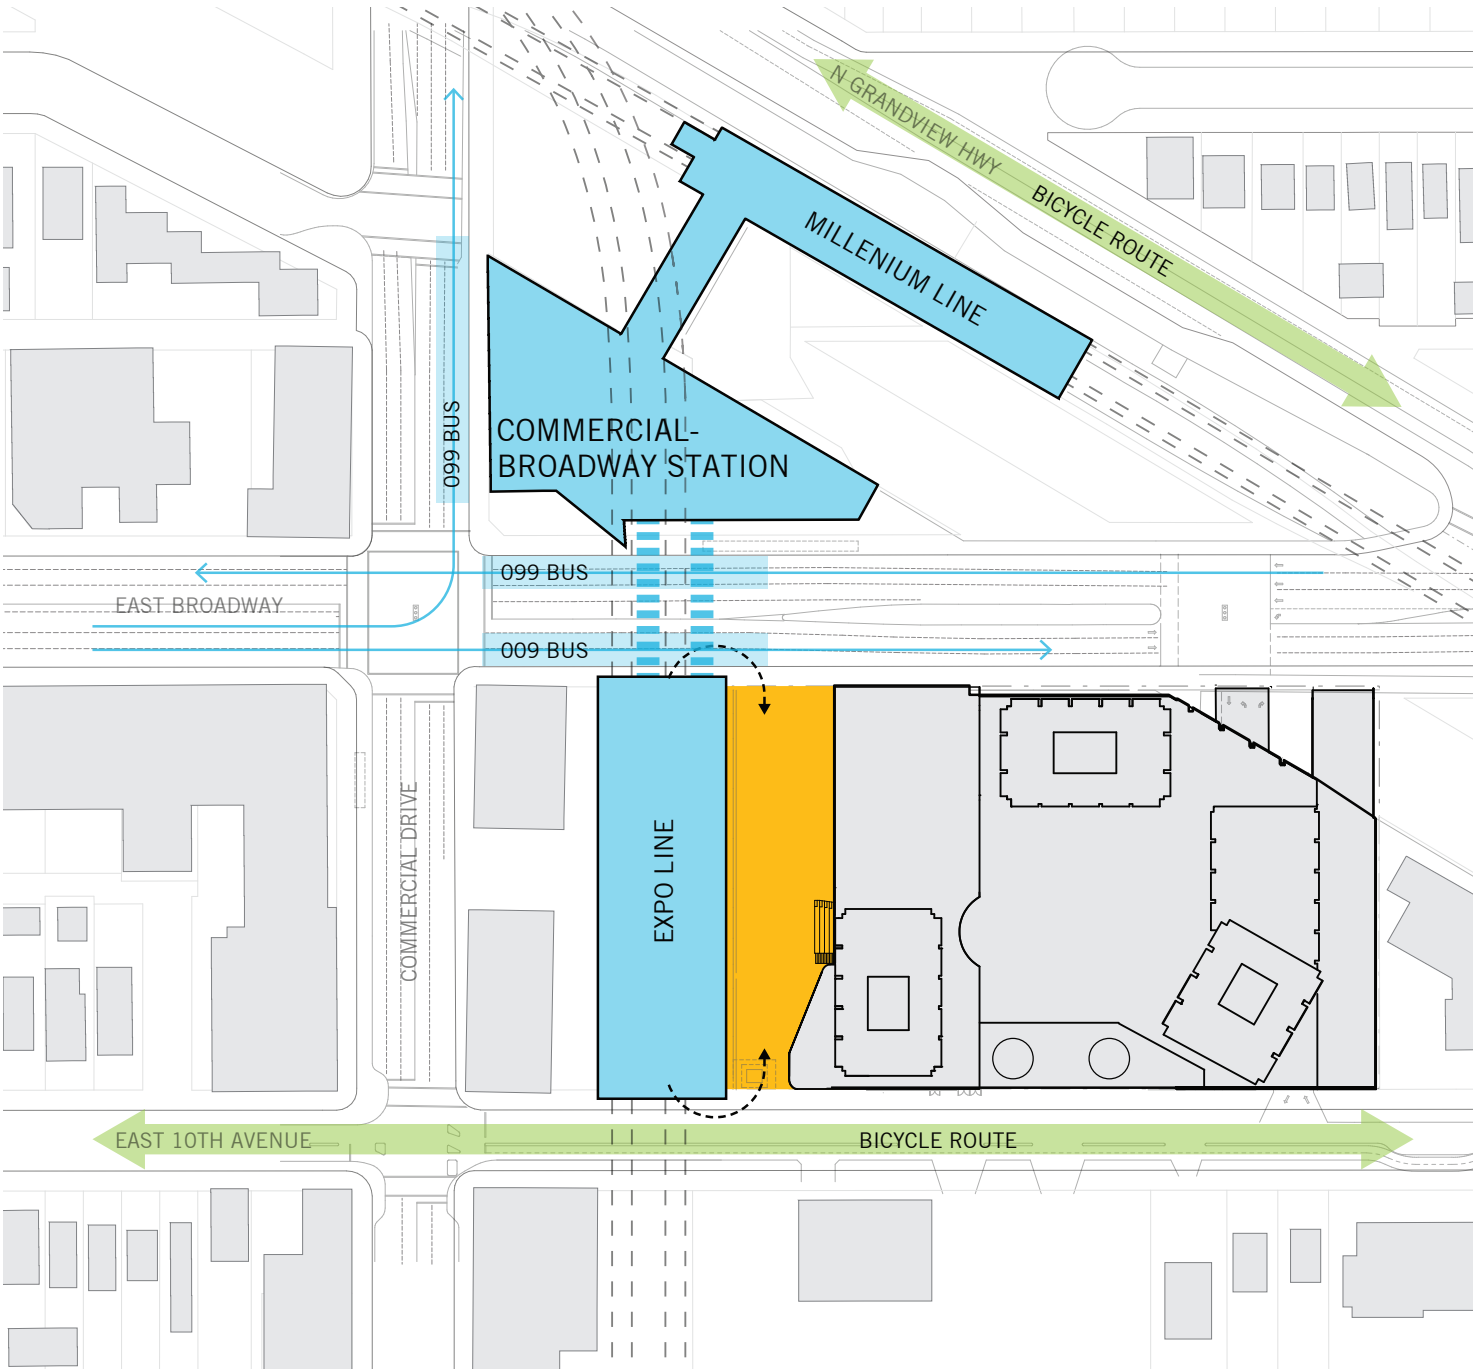 N GRANDVIEW HWY
BICYCLE ROUTE
MILLENIUM LINE
099 BUS
COMMERCIAL-
BROADWAY STATION
099 BUS
EAST BROADWAY
009 BUS
EXPO LINE
COMMERCIAL DRIVE
EAST 10TH AVENUE
BICYCLE ROUTE